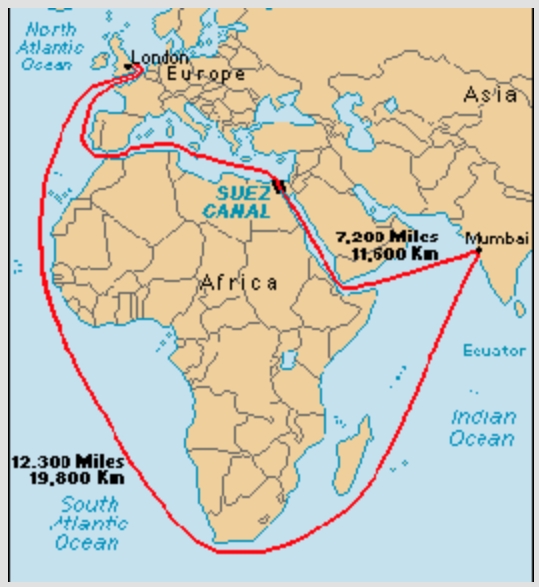 North
Atlantic
Ocean
London
Europe
Asia
SUEZ
CANAL
7,200 Miles
11,600 Km
Mumbai
Africa
Equator
Indian
Ocean
12.300 Miles
19,800 Km
South
Atlantic
Ocean